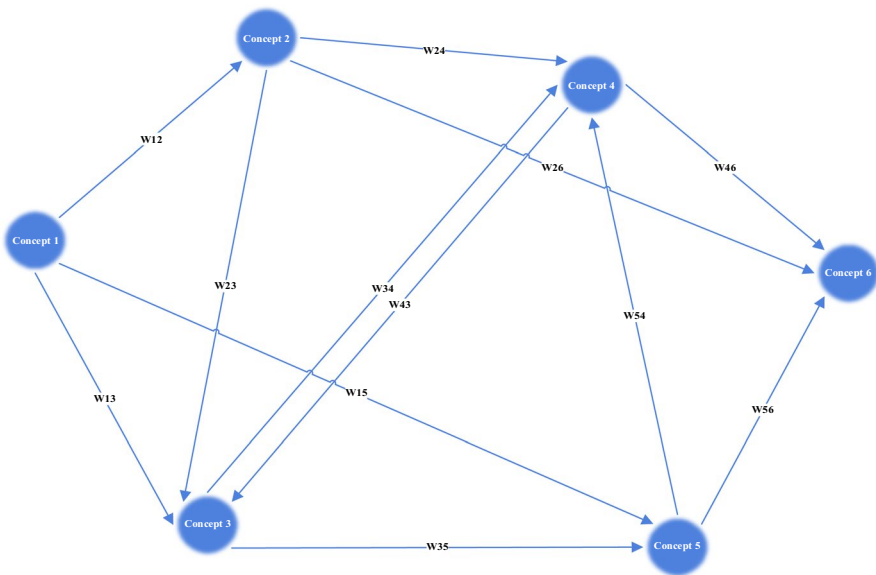 Concept 2
W24
Concept 4
W12
W26
W46
Concept 1
Concept 6
W23
W34
W43
W54
W13
W15
W56
Concept 3
W35
Concept 5